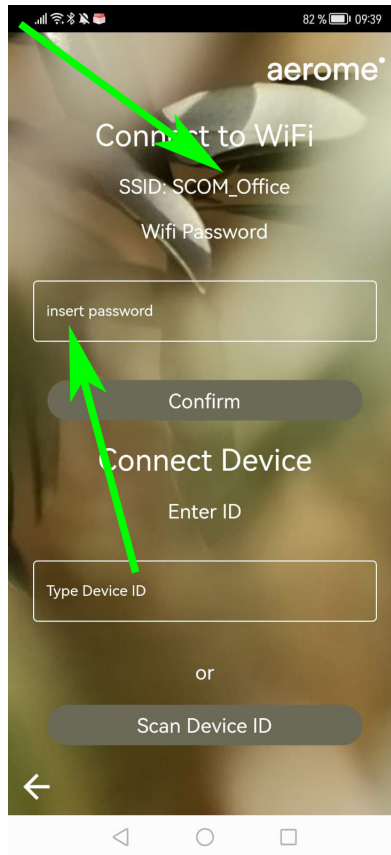 82 % 09:39
aerome
Connect to WiFi
SSID: SCOM_Office
Wifi Password
insert password
Confirm
Connect Device
Enter ID
Type Device ID
or
Scan Device ID